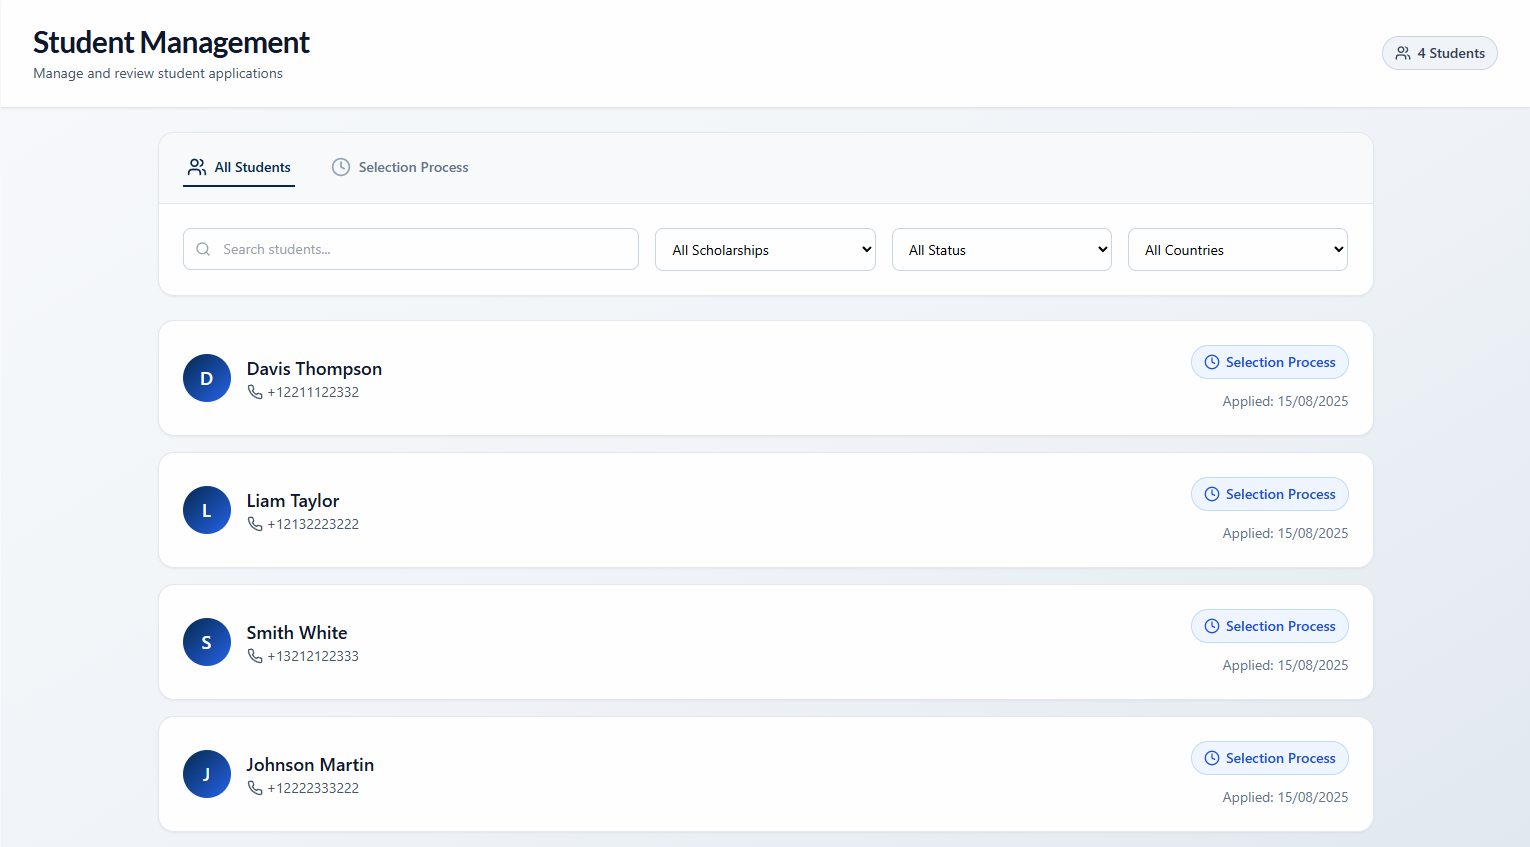 Student Management
Manage and review student applications
4 Students
All Students
Selection Process
Search students...
All Scholarships
All Status
All Countries
D
Davis Thompson
+12211122332
Selection Process
Applied: 15/08/2025
L
Liam Taylor
+12132223222
Selection Process
Applied: 15/08/2025
S
Smith White
+13212122333
Selection Process
Applied: 15/08/2025
J
Johnson Martin
+12222333222
Selection Process
Applied: 15/08/2025